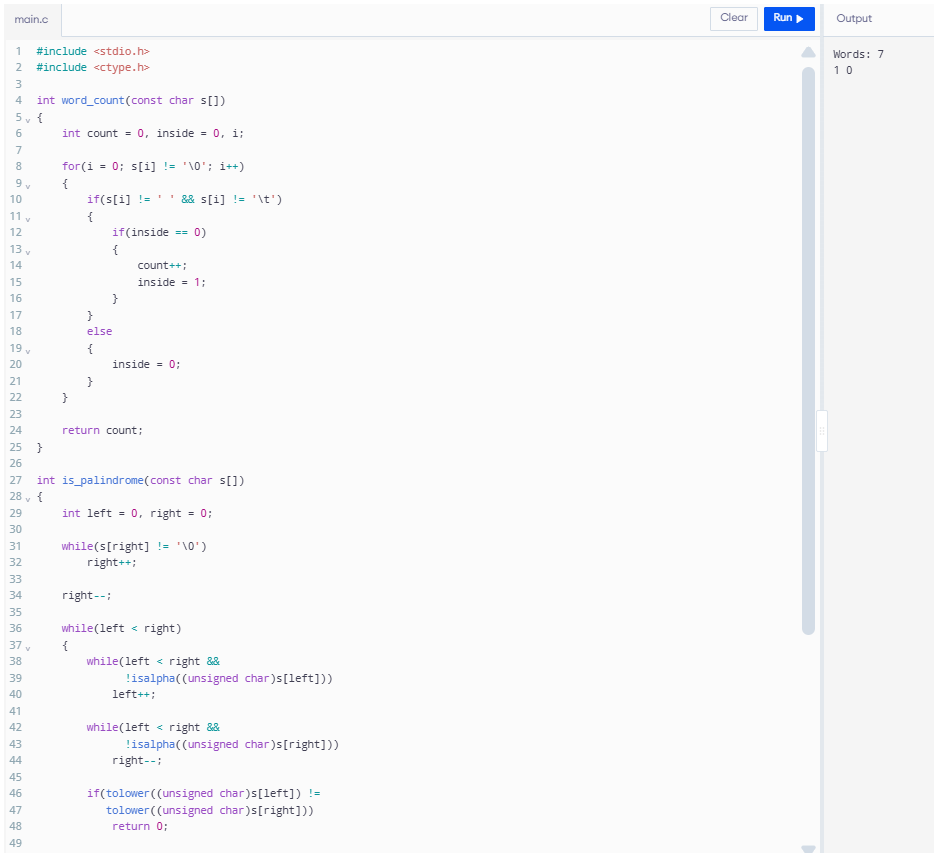 main.c
Clear
Run
Output
1 #include <stdio.h>
2 #include <ctype.h>
3
4 int word_count(const char s[])
5 {
6     int count = 0, inside = 0, i;
7
8     for(i = 0; s[i] != '\0'; i++)
9     {
10         if(s[i] != ' ' && s[i] != '\t')
11         {
12             if(inside == 0)
13             {
14                 count++;
15                 inside = 1;
16             }
17         }
18         else
19         {
20             inside = 0;
21         }
22     }
23
24     return count;
25 }
26
27 int is_palindrome(const char s[])
28 {
29     int left = 0, right = 0;
30
31     while(s[right] != '\0')
32         right++;
33
34     right--;
35
36     while(left < right)
37     {
38         while(left < right &&
39               !isalpha((unsigned char)s[left]))
40             left++;
41
42         while(left < right &&
43               !isalpha((unsigned char)s[right]))
44             right--;
45
46         if(tolower((unsigned char)s[left]) !=
47            tolower((unsigned char)s[right]))
48             return 0;
49
Words: 7
1 0